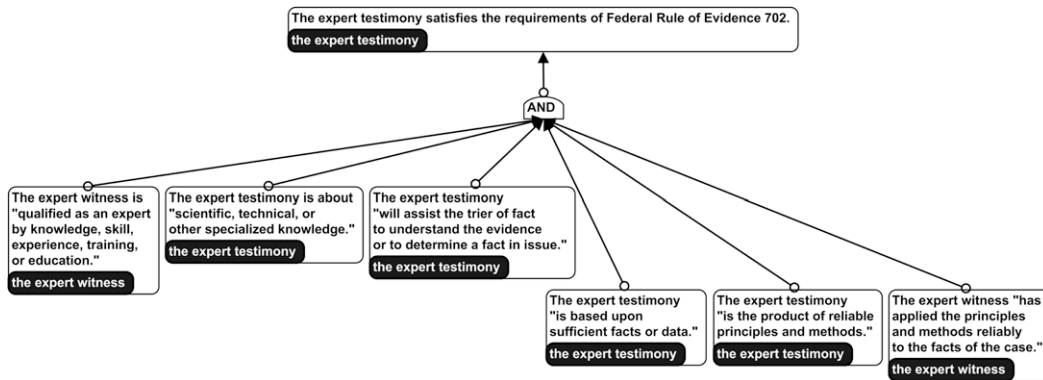 The expert testimony satisfies the requirements of Federal Rule of Evidence 702.
the expert testimony
AND
The expert witness is
"qualified as an expert
by knowledge, skill,
experience, training,
or education."
the expert witness
The expert testimony is about
"scientific, technical, or
other specialized knowledge."
the expert testimony
The expert testimony
"will assist the trier of fact
to understand the evidence
or to determine a fact in issue."
the expert testimony
The expert testimony
"is based upon
sufficient facts or data."
the expert testimony
The expert testimony
"is the product of reliable
principles and methods."
the expert testimony
The expert witness "has
applied the principles
and methods reliably
to the facts of the case."
the expert witness